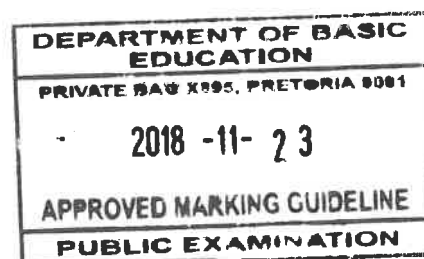 DEPARTMENT OF BASIC
EDUCATION
PRIVATE BAG X895, PRETORIA 0001
2018 -11- 23
APPROVED MARKING GUIDELINE
PUBLIC EXAMINATION